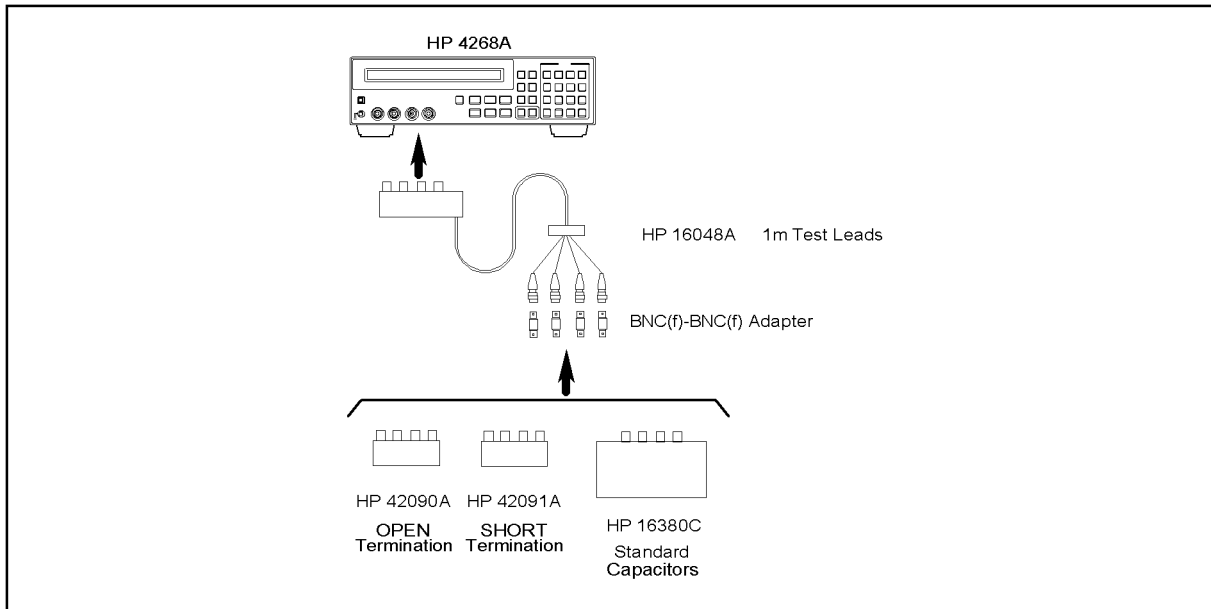 HP 4268A
HP 16048A 1m Test Leads
BNC(f)-BNC(f) Adapter
HP 42090A
OPEN
Termination
HP 42091A
SHORT
Termination
HP 16380C
Standard
Capacitors